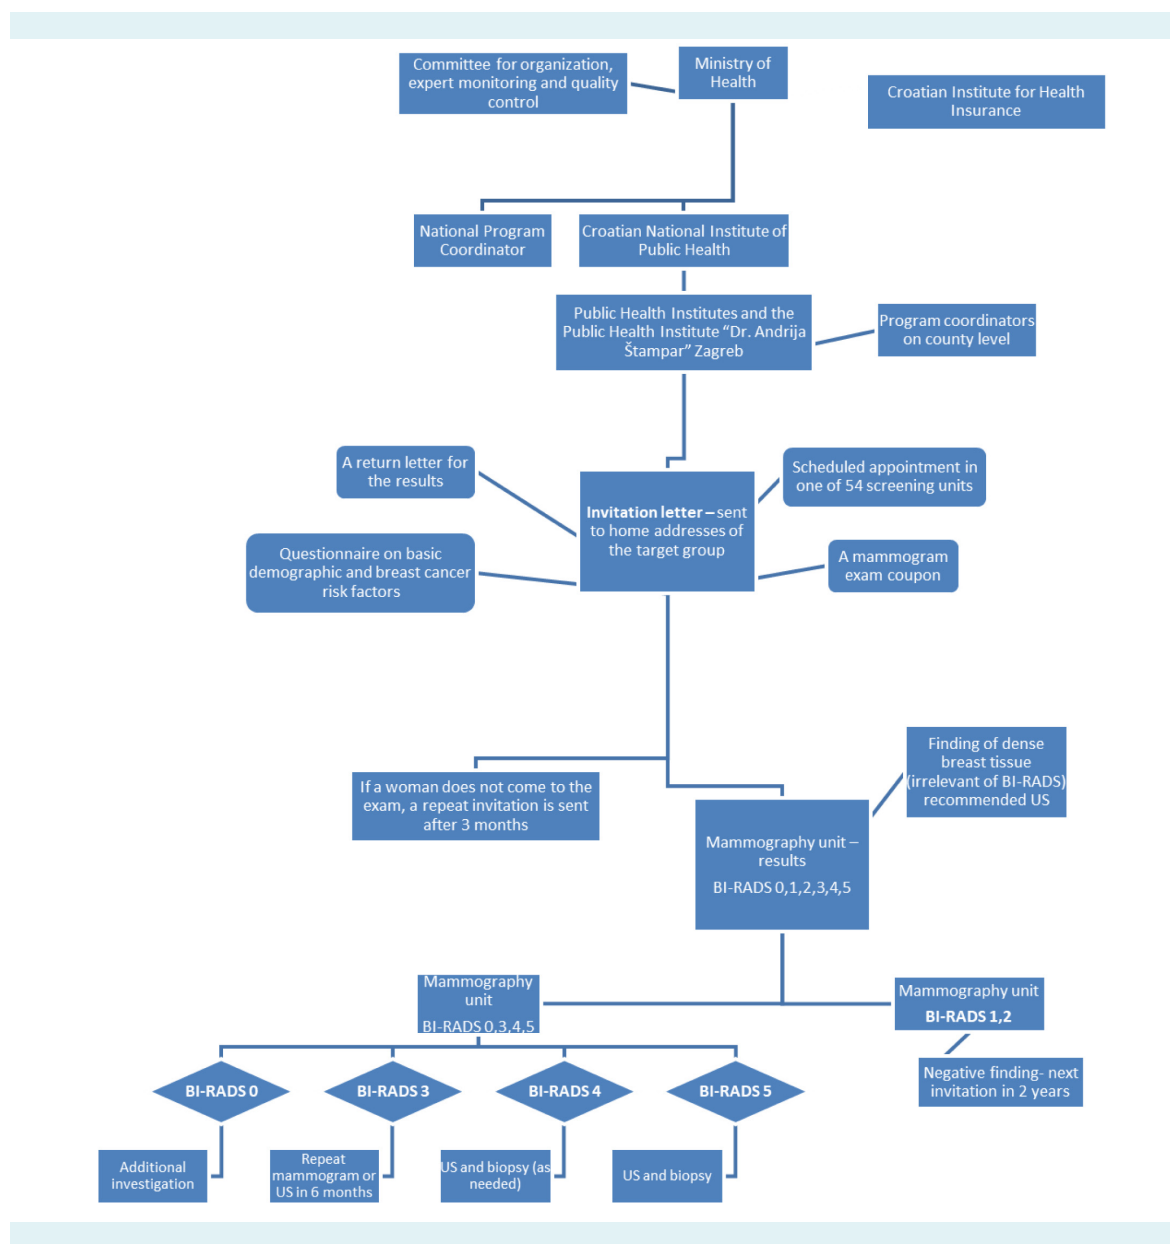 Committee for organization,
expert monitoring and quality
control
Ministry of
Health
Croatian Institute for Health
Insurance
National Program
Coordinator
Croatian National Institute of
Public Health
Public Health Institutes and the
Public Health Institute “Dr. Andrija
Štampar” Zagreb
Program coordinators
on county level
A return letter for
the results
Scheduled appointment in
one of 54 screening units
Invitation letter – sent
to home addresses of
the target group
Questionnaire on basic
demographic and breast cancer
risk factors
A mammogram
exam coupon
Finding of dense
breast tissue
(irrelevant of BI-RADS)
recommended US
If a woman does not come to the
exam, a repeat invitation is sent
after 3 months
Mammography unit –
results
BI-RADS 0,1,2,3,4,5
Mammography
unit
BI-RADS 0,3,4,5
Mammography unit
BI-RADS 1,2
Negative finding- next
invitation in 2 years
BI-RADS 0
BI-RADS 3
BI-RADS 4
BI-RADS 5
Additional
investigation
Repeat
mammogram or
US in 6 months
US and biopsy (as
needed)
US and biopsy